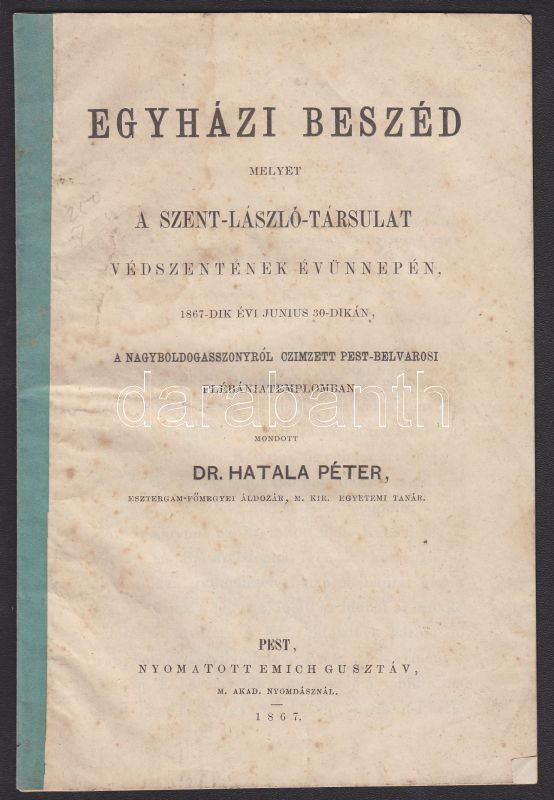 EGYHÁZI BESZÉD
MELYET
A SZENT-LÁSZLÓ-TÁRSULAT
VÉDSZENTÉNEK ÉVÜNNEPÉN,
1867-DIK ÉVI JUNIUS 30-DIKÁN,
A NAGYBOLDOGASSZONYRÓL CZIMZETT PEST-BELVAROSI
PLÉBÁNIATEMPLOMBAN
darabanth
MONDOTT
DR. HATALA PÉTER,
ESZTERGAM-FŐMEGYEI ÁLDOZÁR, M. KIR. EGYETEMI TANÁR.
PEST,
NYOMATOTT EMICH GUSZTÁV,
M. AKAD. NYOMDÁSZNÁL.
1867.